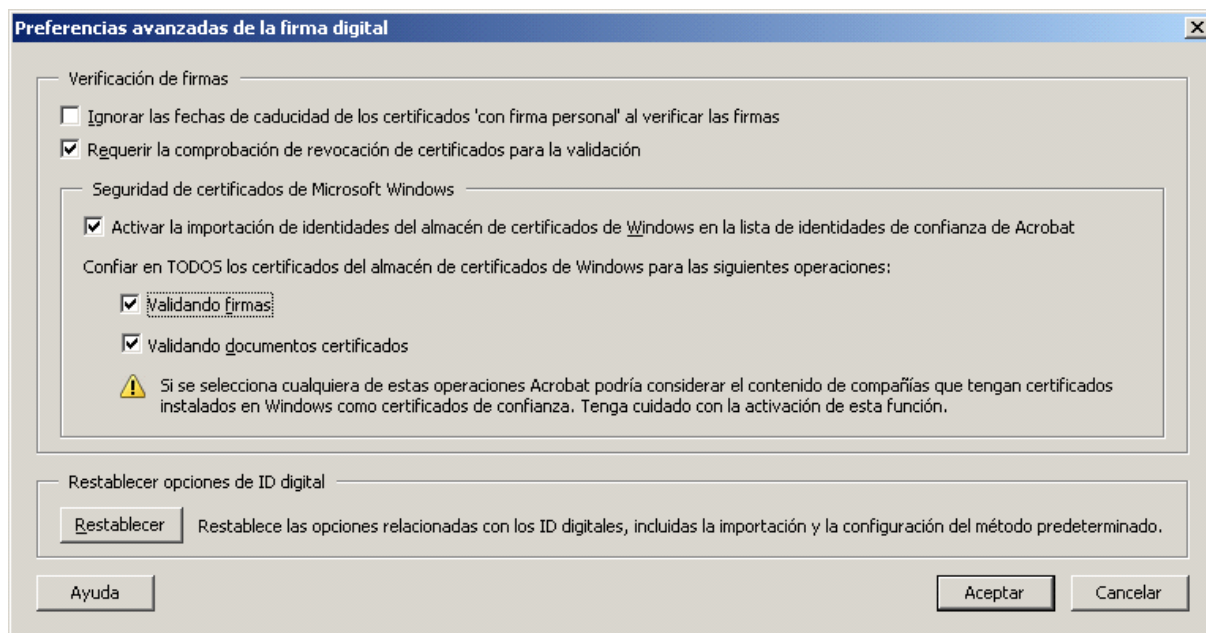 Preferencias avanzadas de la firma digital
Verificación de firmas
Ignorar las fechas de caducidad de los certificados 'con firma personal' al verificar las firmas
Requerir la comprobación de revocación de certificados para la validación
Seguridad de certificados de Microsoft Windows
Activar la importación de identidades del almacén de certificados de Windows en la lista de identidades de confianza de Acrobat
Confiar en TODOS los certificados del almacén de certificados de Windows para las siguientes operaciones:
Validando firmas
Validando documentos certificados
Si se selecciona cualquiera de estas operaciones Acrobat podría considerar el contenido de compañías que tengan certificados
instalados en Windows como certificados de confianza. Tenga cuidado con la activación de esta función.
Restablecer opciones de ID digital
Restablecer Restablece las opciones relacionadas con los ID digitales, incluidas la importación y la configuración del método predeterminado.
Ayuda Aceptar Cancelar